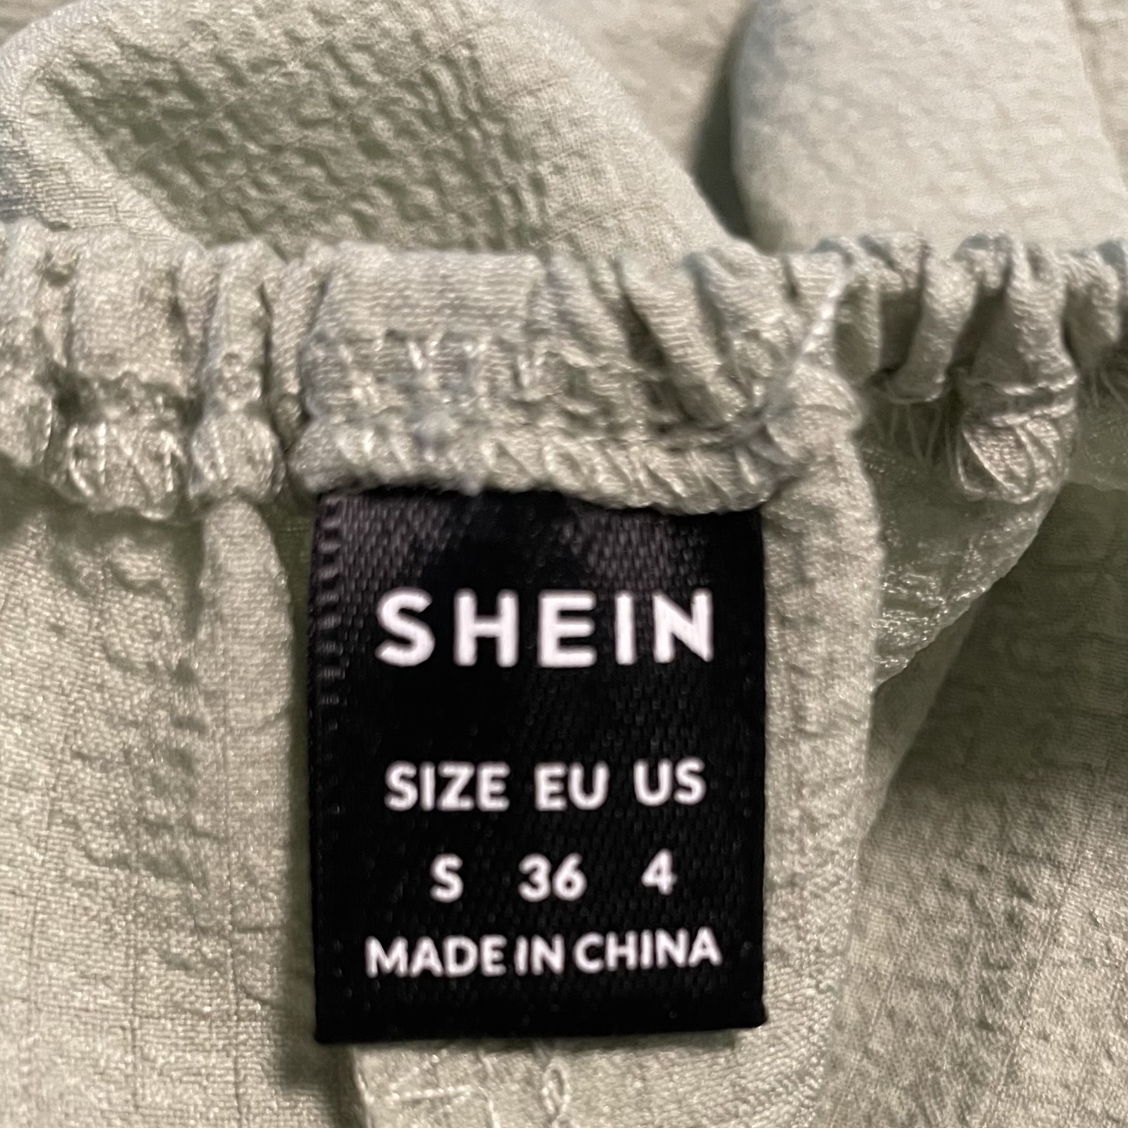 SHEIN
SIZE EU US
S 36 4
MADE IN CHINA